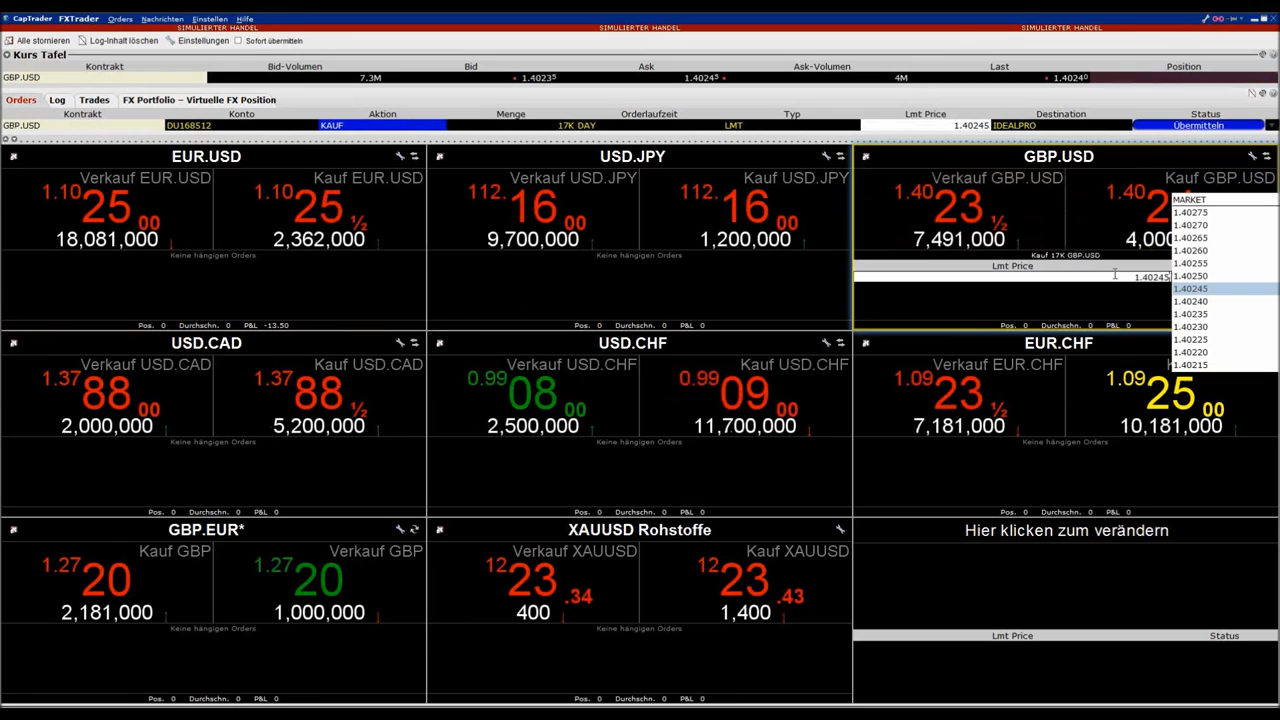 CapTrader FXTrader Orders Nachrichten Einstellen Hilfe
SIMULIERTER HANDEL SIMULIERTER HANDEL SIMULIERTER HANDEL
Alle stornieren Log-Inhalt löschen Einstellungen Sofort übermitteln
Kurs Tafel
Kontrakt Bid-Volumen Bid Ask Ask-Volumen Last Position
GBP.USD 7.3M 1.4023⁵ 1.4024⁵ 4M 1.4024⁰
Orders Log Trades FX Portfolio – Virtuelle FX Position
Kontrakt Konto Aktion Menge Orderlaufzeit Typ Lmt Price Destination Status
GBP.USD DU168512 KAUF 17K DAY LMT 1.40245 IDEALPRO Übermitteln
EUR.USD USD.JPY GBP.USD
Verkauf EUR.USD Kauf EUR.USD Verkauf USD.JPY Kauf USD.JPY Verkauf GBP.USD Kauf GBP.USD
1.10 25 00 1.10 25 ½ 112. 16 00 112. 16 00 1.40 23 ½ 1.40 2
18,081,000 2,362,000 9,700,000 1,200,000 7,491,000 4,000
Keine hängigen Orders Keine hängigen Orders Kauf 17K GBP.USD
Lmt Price
1.40245
MARKET
1.40275
1.40270
1.40265
1.40260
1.40255
1.40250
1.40245
1.40240
1.40235
1.40230
1.40225
1.40220
1.40215
Pos. 0 Durchschn. 0 P&L -13.50 Pos. 0 Durchschn. 0 P&L 0 Pos. 0 Durchschn. 0 P&L 0
USD.CAD USD.CHF EUR.CHF
Verkauf USD.CAD Kauf USD.CAD Verkauf USD.CHF Kauf USD.CHF Verkauf EUR.CHF Kauf EUR.CHF
1.37 88 00 1.37 88 ½ 0.99 08 00 0.99 09 00 1.09 23 ½ 1.09 25 00
2,000,000 5,200,000 2,500,000 11,700,000 7,181,000 10,181,000
Keine hängigen Orders Keine hängigen Orders Keine hängigen Orders
Pos. 0 Durchschn. 0 P&L 0 Pos. 0 Durchschn. 0 P&L 0 Pos. 0 Durchschn. 0 P&L 0
GBP.EUR* XAUUSD Rohstoffe Hier klicken zum verändern
Kauf GBP Verkauf GBP Verkauf XAUUSD Kauf XAUUSD
1.27 20 1.27 20 12 23 .34 12 23 .43
2,181,000 1,000,000 400 1,400
Keine hängigen Orders Keine hängigen Orders
Lmt Price Status
Pos. 0 Durchschn. 0 P&L 0 Pos. 0 Durchschn. 0 P&L 0